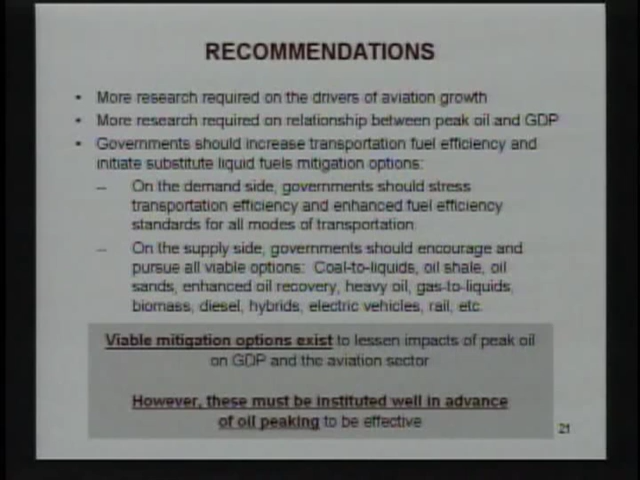 RECOMMENDATIONS
• More research required on the drivers of aviation growth
• More research required on relationship between peak oil and GDP
• Governments should increase transportation fuel efficiency and
initiate substitute liquid fuels mitigation options:
– On the demand side, governments should stress
transportation efficiency and enhanced fuel efficiency
standards for all modes of transportation.
– On the supply side, governments should encourage and
pursue all viable options: Coal-to-liquids, oil shale, oil
sands, enhanced oil recovery, heavy oil, gas-to-liquids,
biomass, diesel, hybrids, electric vehicles, rail, etc.
Viable mitigation options exist to lessen impacts of peak oil
on GDP and the aviation sector
However, these must be instituted well in advance
of oil peaking to be effective
21